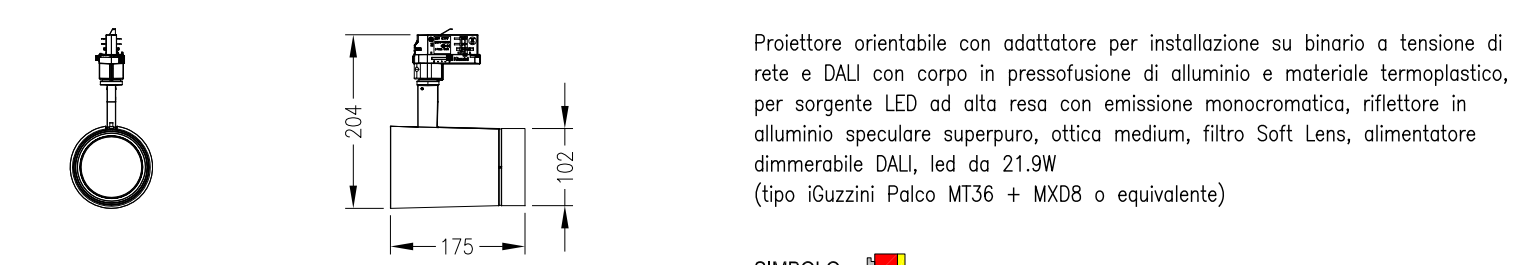 204
102
175
Proiettore orientabile con adattatore per installazione su binario a tensione di
rete e DALI con corpo in pressofusione di alluminio e materiale termoplastico,
per sorgente LED ad alta resa con emissione monocromatica, riflettore in
alluminio speculare superpuro, ottica medium, filtro Soft Lens, alimentatore
dimmerabile DALI, led da 21.9W
(tipo iGuzzini Palco MT36 + MXD8 o equivalente)
SIMBOLO